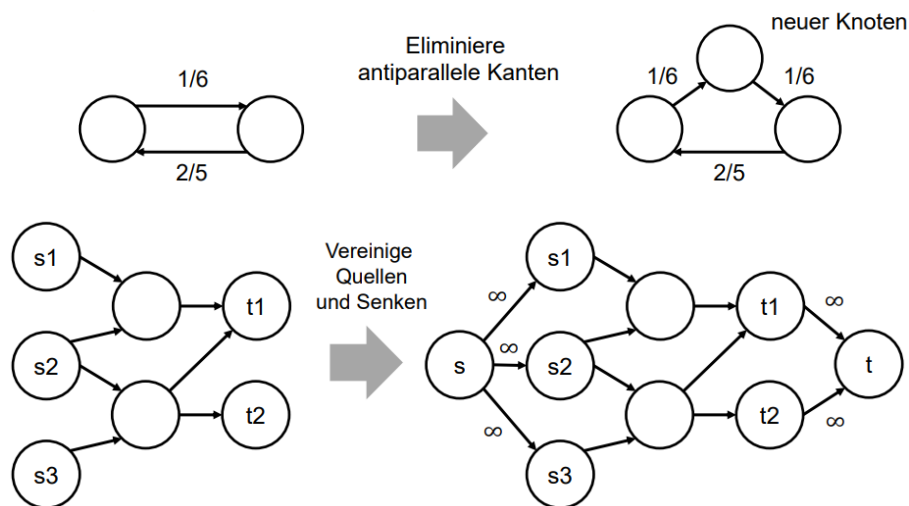 1/6
2/5
Eliminiere
antiparallele Kanten
neuer Knoten
1/6
1/6
2/5
s1
s2
s3
t1
t2
Vereinige
Quellen
und Senken
s
∞
∞
∞
s1
s2
s3
t1
t2
∞
∞
t